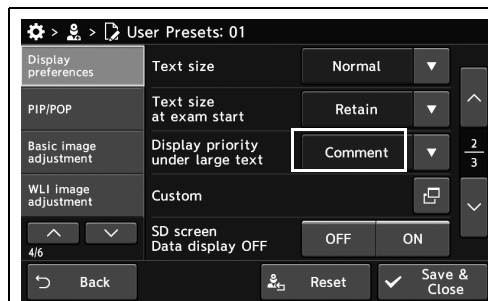 > > User Presets: 01
Display
preferences
Text size
Normal
PIP/POP
Text size
at exam start
Retain
Basic image
adjustment
Display priority
under large text
Comment
2
3
WLI image
adjustment
Custom
4/6
SD screen
Data display OFF
OFF
ON
Back
Reset
Save &
Close